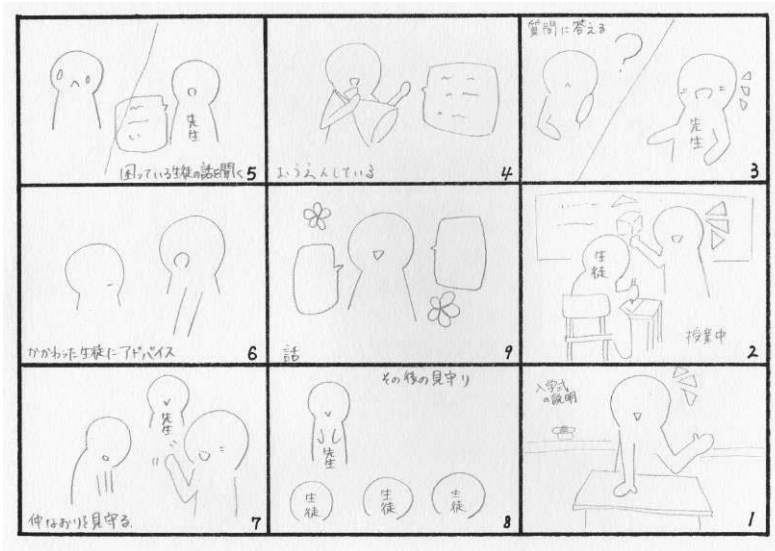 入学式
の説明
1
生徒
授業中
2
質問に答える
?
先生
3
おうえんしている
4
先生
困っている生徒の話を聞く
5
かかわった生徒にアドバイス
6
先生
仲なおりを見守る
7
その後の見守り
先生
生徒
生徒
生徒
8
話
9